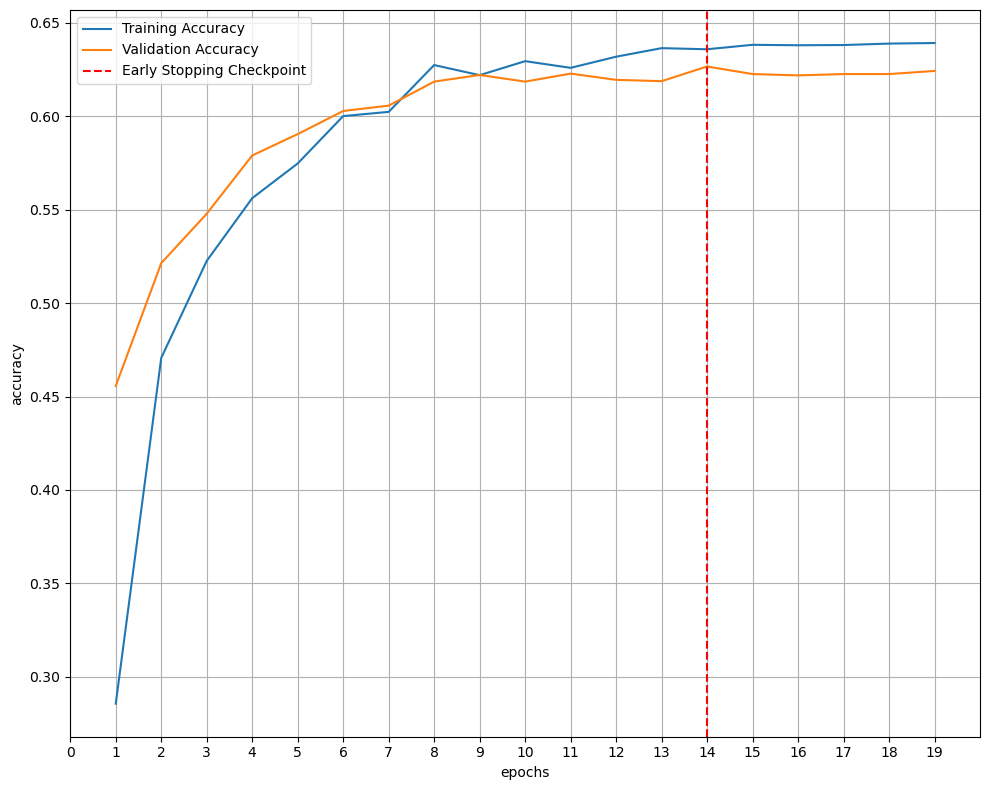 Training Accuracy
Validation Accuracy
Early Stopping Checkpoint
0.65
0.60
0.55
0.50
0.45
0.40
0.35
0.30
accuracy
0 1 2 3 4 5 6 7 8 9 10 11 12 13 14 15 16 17 18 19
epochs